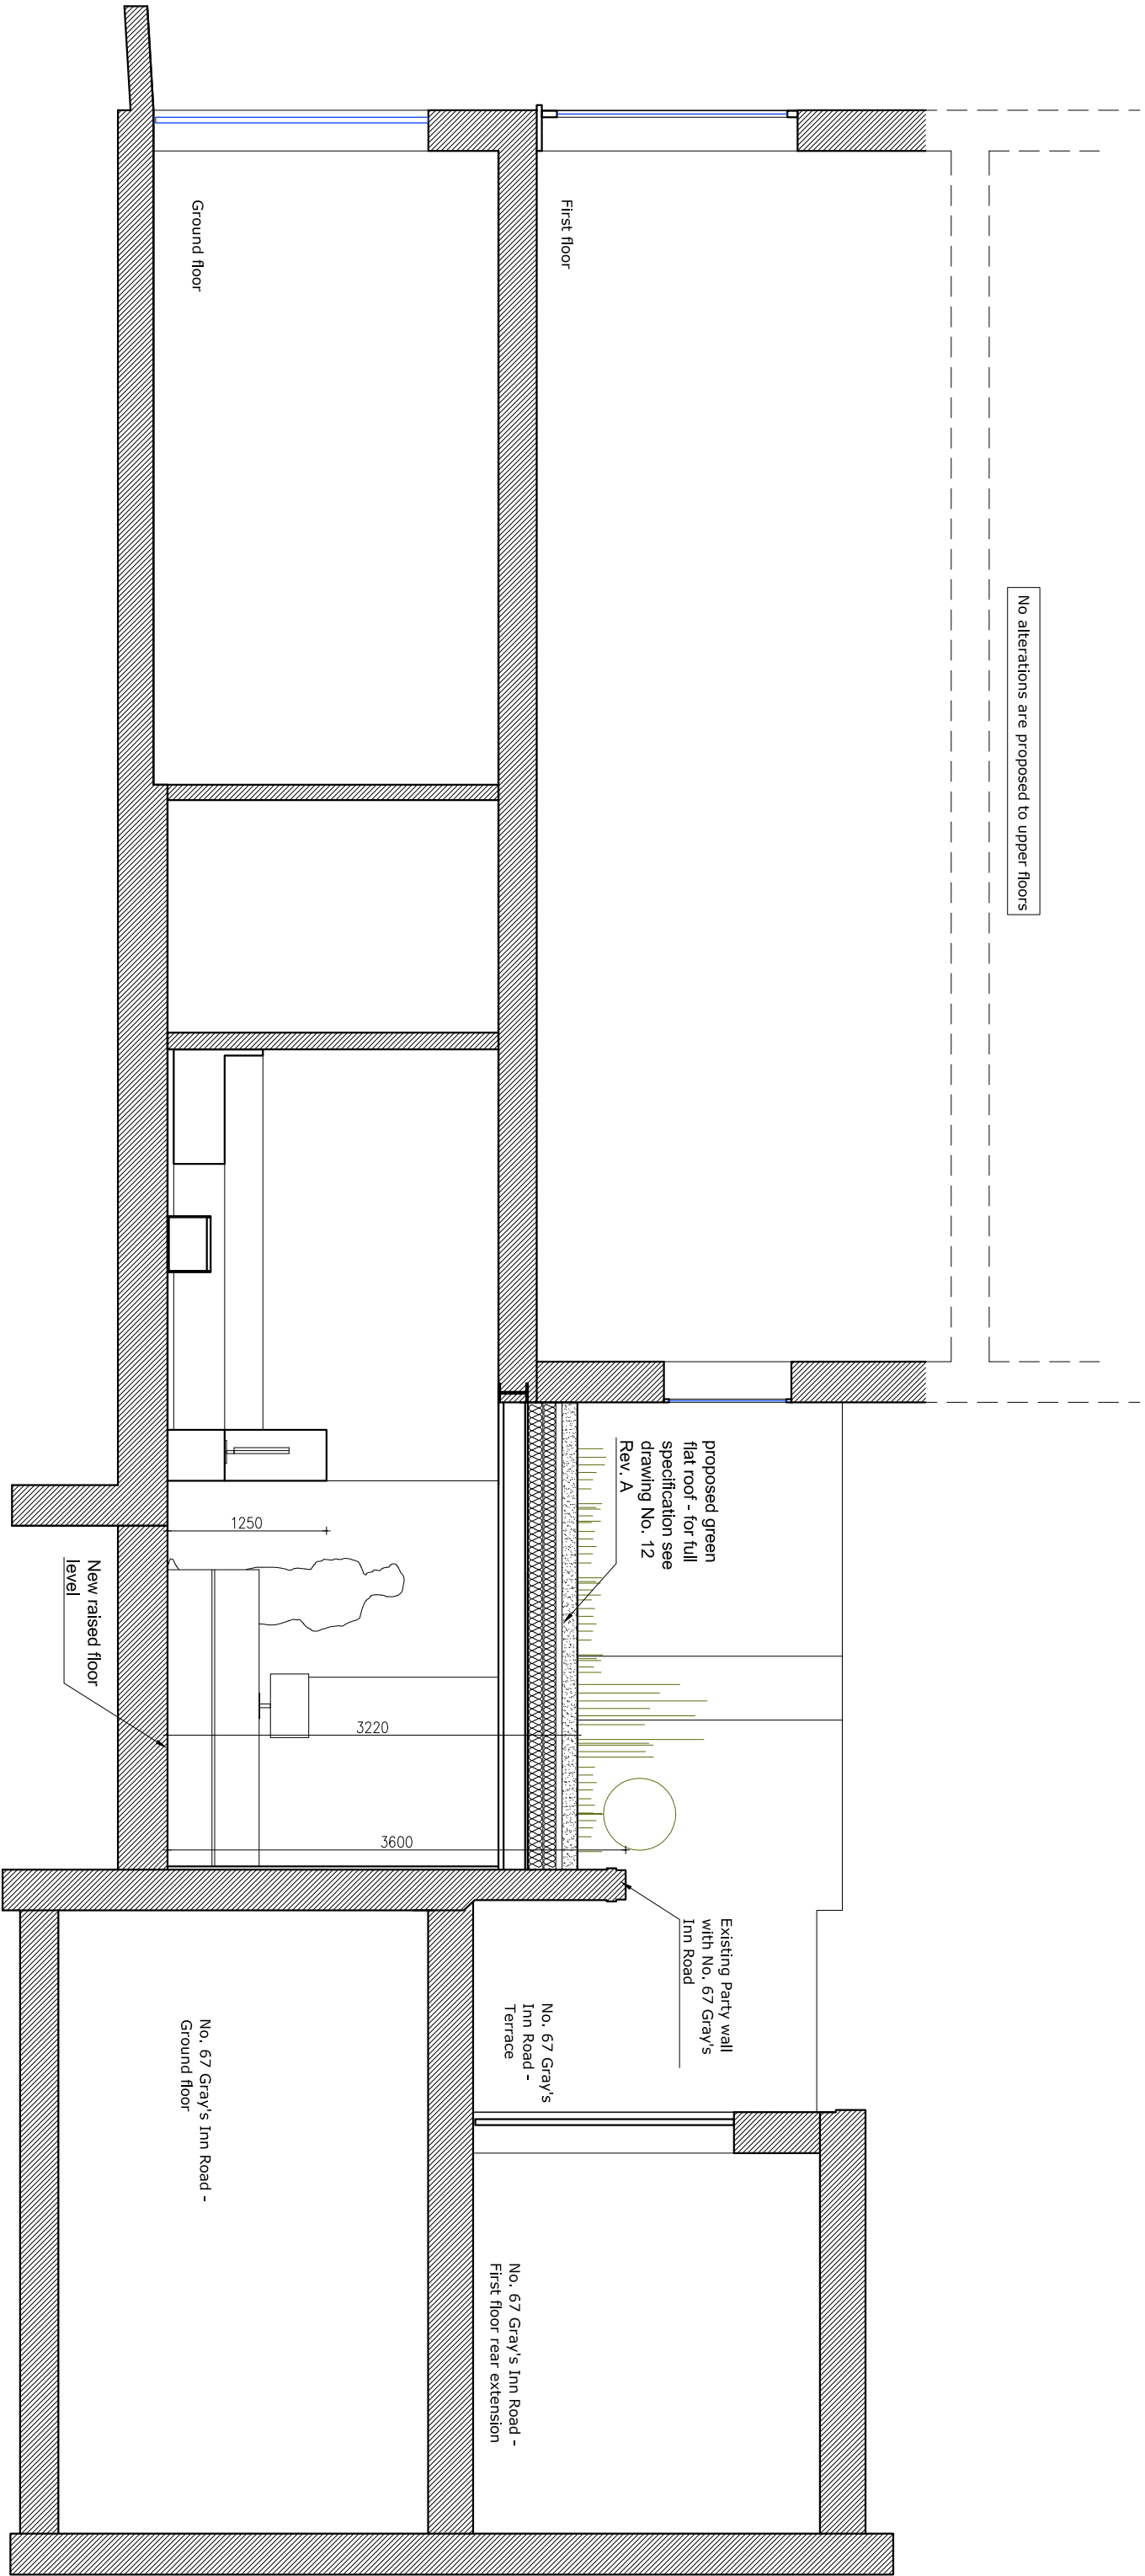 No alterations are proposed to upper floors
First floor
Ground floor
proposed green
flat roof - for full
specification see
drawing No. 12
Rev. A
1250
3220
3600
New raised floor
level
Existing Party wall
with No. 67 Gray's
Inn Road
No. 67 Gray's
Inn Road -
Terrace
No. 67 Gray's Inn Road -
First floor rear extension
No. 67 Gray's Inn Road -
Ground floor